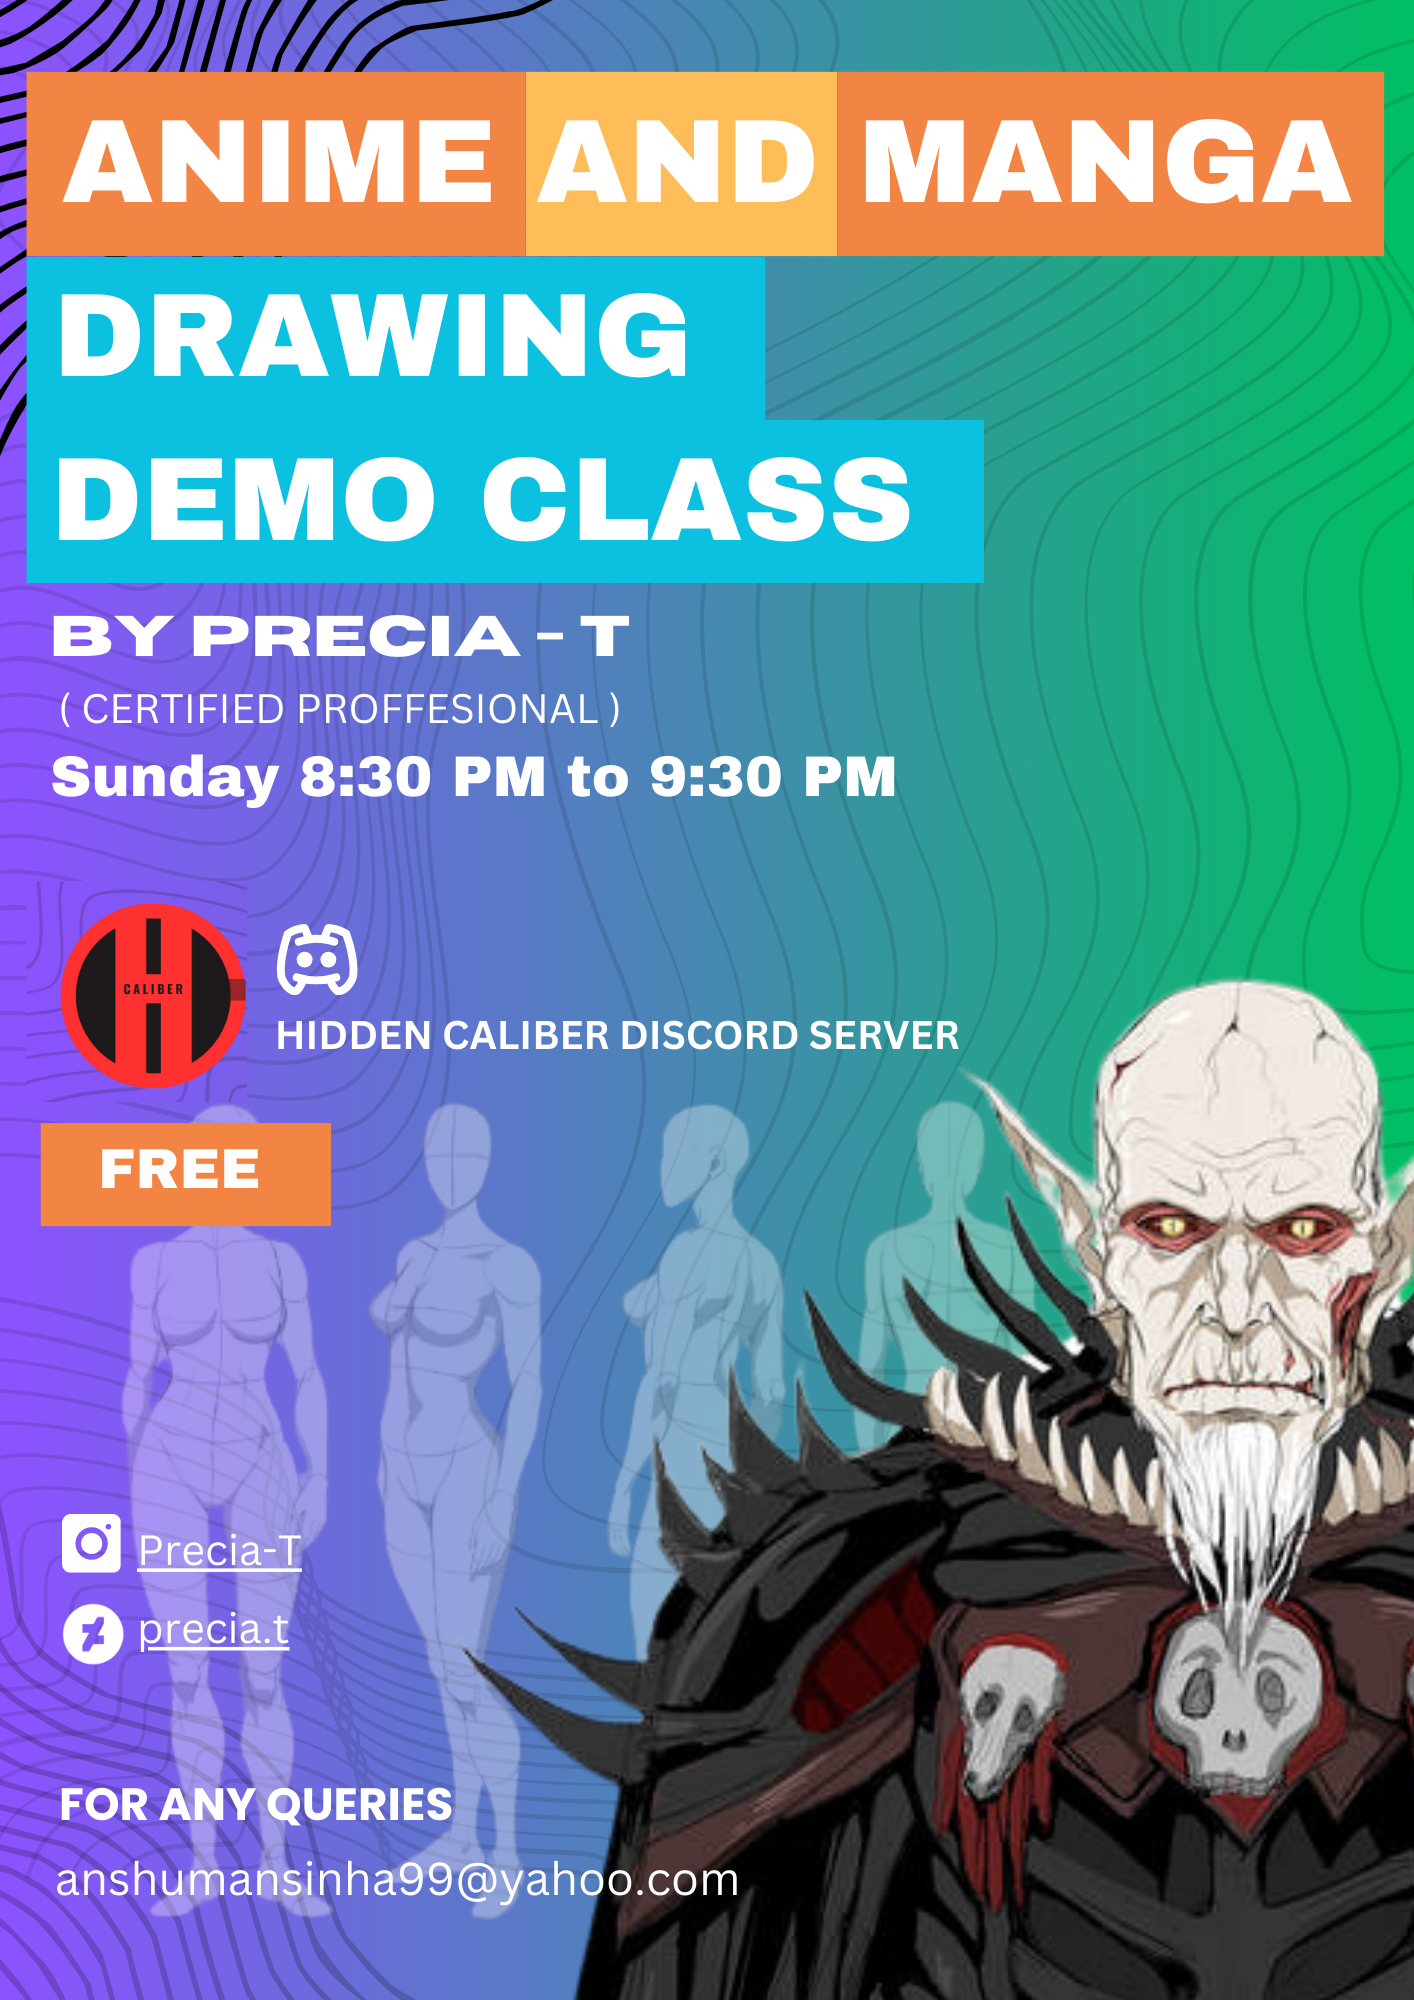 ANIME AND MANGA
DRAWING
DEMO CLASS
BY PRECIA - T
( CERTIFIED PROFFESIONAL )
Sunday 8:30 PM to 9:30 PM
CALIBER
HIDDEN CALIBER DISCORD SERVER
FREE
Precia-T
precia.t
FOR ANY QUERIES
anshumansinha99@yahoo.com